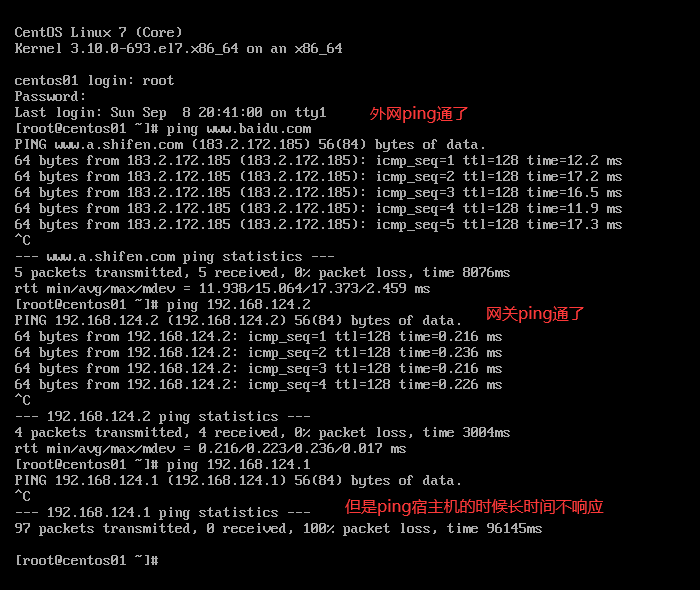 CentOS Linux 7 (Core)
Kernel 3.10.0-693.el7.x86_64 on an x86_64
centos01 login: root
Password:
Last login: Sun Sep  8 20:41:00 on tty1
外网ping通了
[root@centos01 ~]# ping www.baidu.com
PING www.a.shifen.com (183.2.172.185) 56(84) bytes of data.
64 bytes from 183.2.172.185 (183.2.172.185): icmp_seq=1 ttl=128 time=12.2 ms
64 bytes from 183.2.172.185 (183.2.172.185): icmp_seq=2 ttl=128 time=17.2 ms
64 bytes from 183.2.172.185 (183.2.172.185): icmp_seq=3 ttl=128 time=16.5 ms
64 bytes from 183.2.172.185 (183.2.172.185): icmp_seq=4 ttl=128 time=11.9 ms
64 bytes from 183.2.172.185 (183.2.172.185): icmp_seq=5 ttl=128 time=17.3 ms
^C
--- www.a.shifen.com ping statistics ---
5 packets transmitted, 5 received, 0% packet loss, time 8076ms
rtt min/avg/max/mdev = 11.938/15.064/17.373/2.459 ms
[root@centos01 ~]# ping 192.168.124.2
网关ping通了
PING 192.168.124.2 (192.168.124.2) 56(84) bytes of data.
64 bytes from 192.168.124.2: icmp_seq=1 ttl=128 time=0.216 ms
64 bytes from 192.168.124.2: icmp_seq=2 ttl=128 time=0.236 ms
64 bytes from 192.168.124.2: icmp_seq=3 ttl=128 time=0.216 ms
64 bytes from 192.168.124.2: icmp_seq=4 ttl=128 time=0.226 ms
^C
--- 192.168.124.2 ping statistics ---
4 packets transmitted, 4 received, 0% packet loss, time 3004ms
rtt min/avg/max/mdev = 0.216/0.223/0.236/0.017 ms
[root@centos01 ~]# ping 192.168.124.1
PING 192.168.124.1 (192.168.124.1) 56(84) bytes of data.
^C
--- 192.168.124.1 ping statistics ---
但是ping宿主机的时候长时间不响应
97 packets transmitted, 0 received, 100% packet loss, time 96145ms
[root@centos01 ~]#